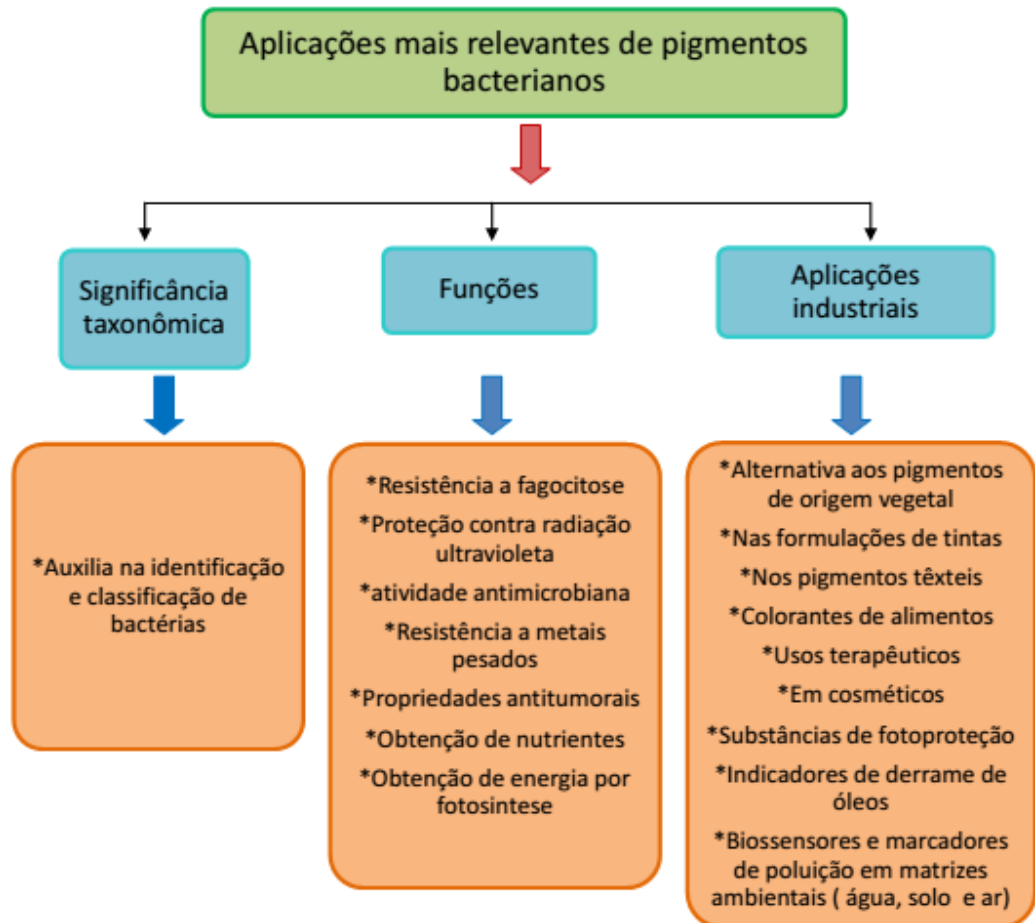 Aplicações mais relevantes de pigmentos
bacterianos
Significância
taxonômica
Funções
Aplicações
industriais
*Auxilia na identificação
e classificação de
bactérias
*Resistência a fagocitose
*Proteção contra radiação
ultravioleta
*atividade antimicrobiana
*Resistência a metais
pesados
*Propriedades antitumorais
*Obtenção de nutrientes
*Obtenção de energia por
fotosintese
*Alternativa aos pigmentos
de origem vegetal
*Nas formulações de tintas
*Nos pigmentos têxteis
*Colorantes de alimentos
*Usos terapêuticos
*Em cosméticos
*Substâncias de fotoproteção
*Indicadores de derrame de
óleos
*Biossensores e marcadores
de poluição em matrizes
ambientais ( água, solo e ar)